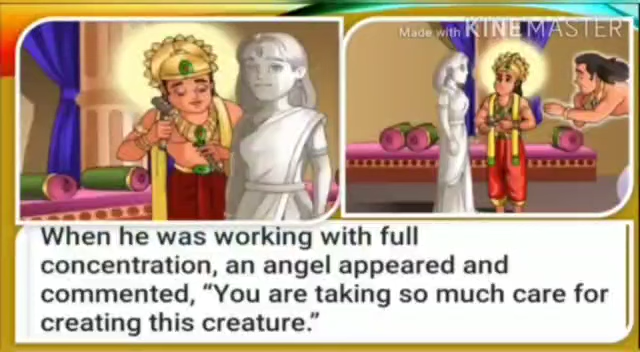 Made with KINEMASTER
When he was working with full
concentration, an angel appeared and
commented, “You are taking so much care for
creating this creature.”